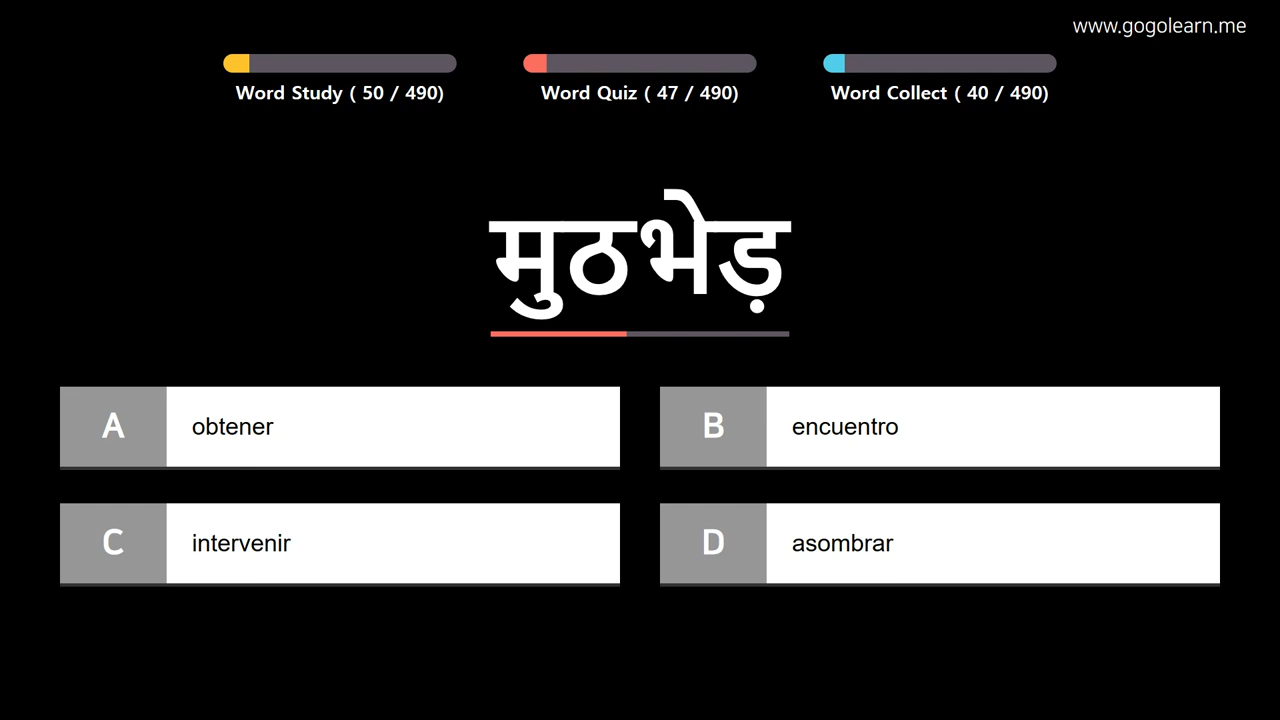 www.gogolearn.me
Word Study ( 50 / 490)
Word Quiz ( 47 / 490)
Word Collect ( 40 / 490)
मुठभेड़
A obtener
B encuentro
C intervenir
D asombrar